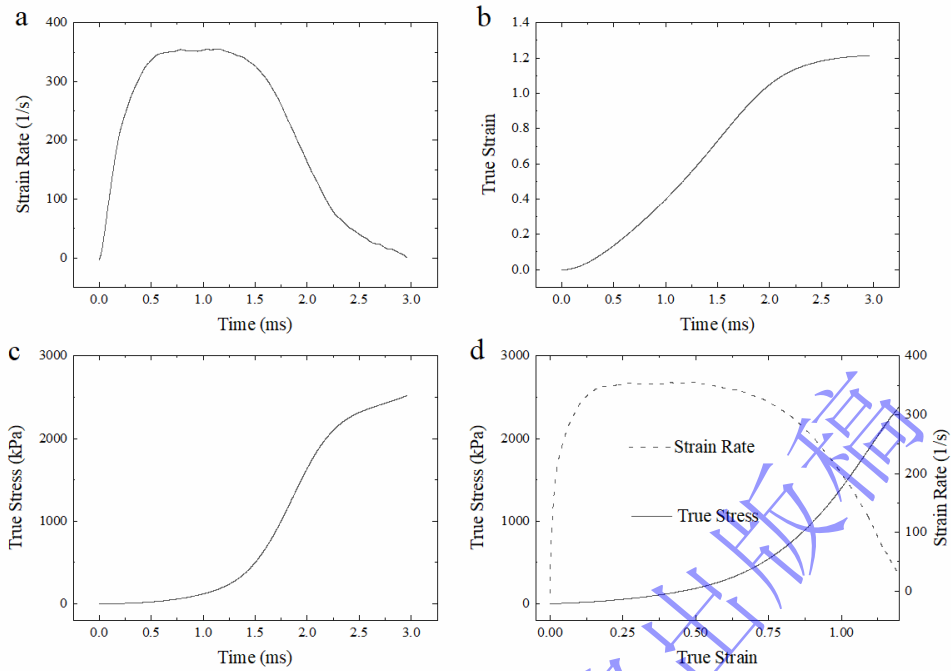 a
400
300
200
100
0
Strain Rate (1/s)
0.0 0.5 1.0 1.5 2.0 2.5 3.0
Time (ms)
b
1.4
1.2
1.0
0.8
0.6
0.4
0.2
0.0
True Strain
0.0 0.5 1.0 1.5 2.0 2.5 3.0
Time (ms)
c
3000
2000
1000
0
True Stress (kPa)
0.0 0.5 1.0 1.5 2.0 2.5 3.0
Time (ms)
d
3000
2000
1000
0
True Stress (kPa)
Strain Rate
True Stress
400
300
200
100
0
Strain Rate (1/s)
0.00 0.25 0.50 0.75 1.00
True Strain
出版稿